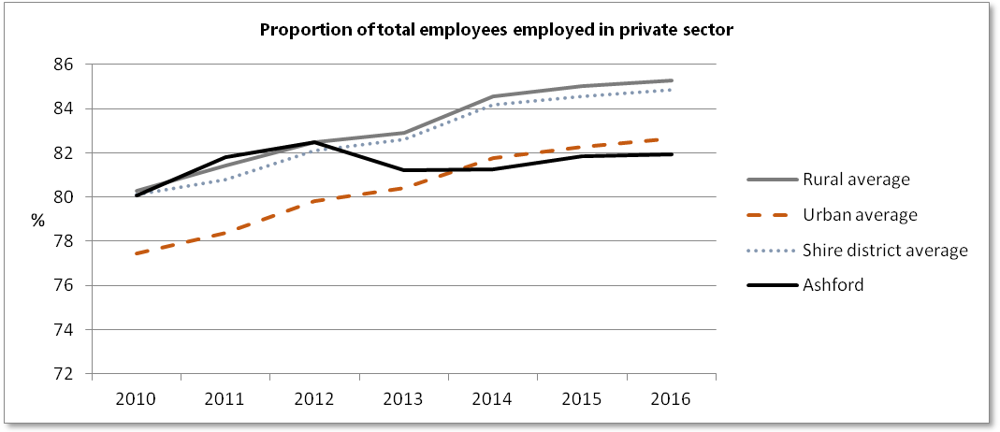 Proportion of total employees employed in private sector
86
84
82
80
78
76
74
72
%
2010 2011 2012 2013 2014 2015 2016
Rural average
Urban average
Shire district average
Ashford